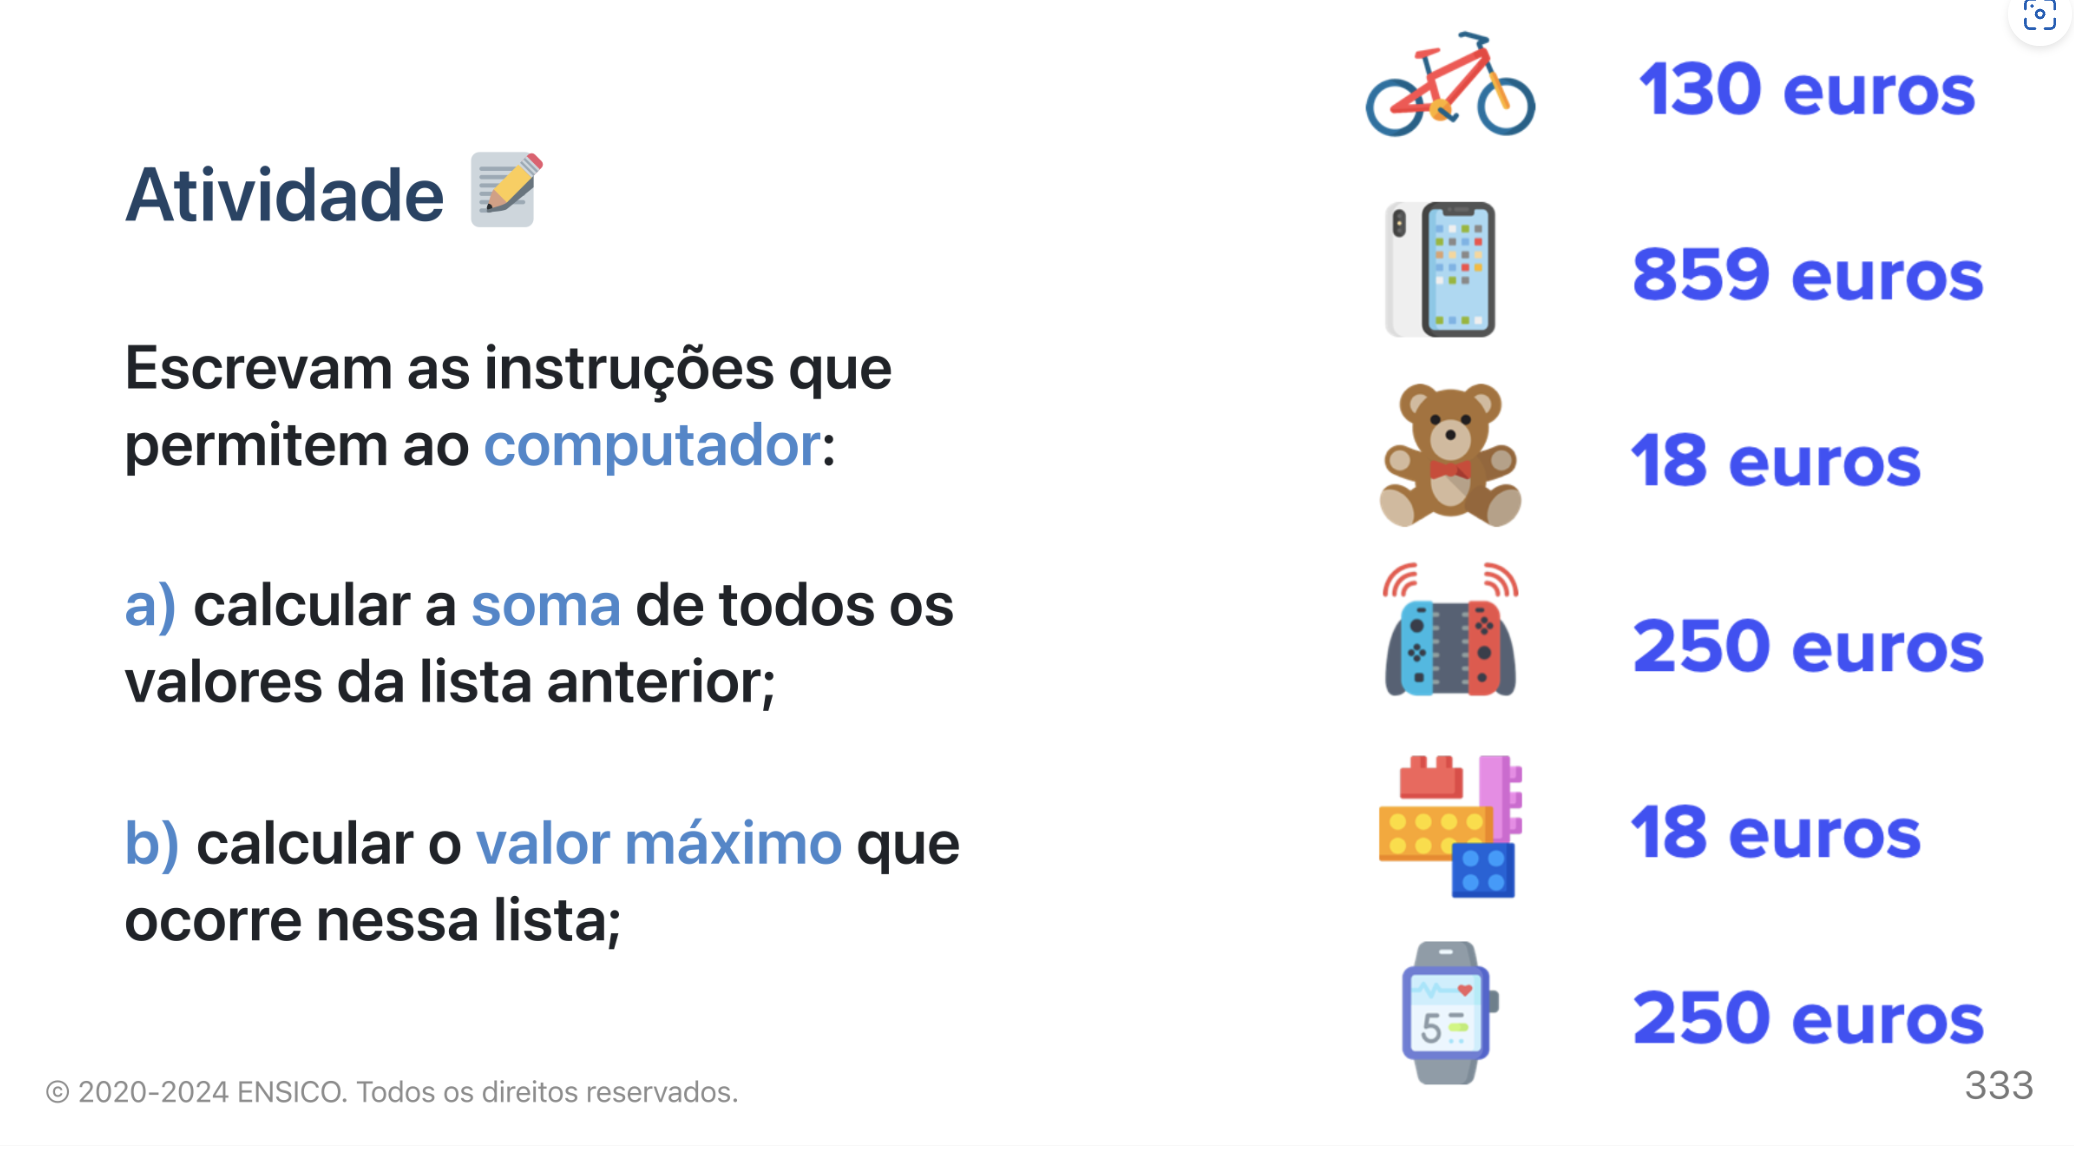 Atividade
Escrevam as instruções que
permitem ao computador:
a) calcular a soma de todos os
valores da lista anterior;
b) calcular o valor máximo que
ocorre nessa lista;
130 euros
859 euros
18 euros
250 euros
18 euros
5
250 euros
© 2020-2024 ENSICO. Todos os direitos reservados.
333